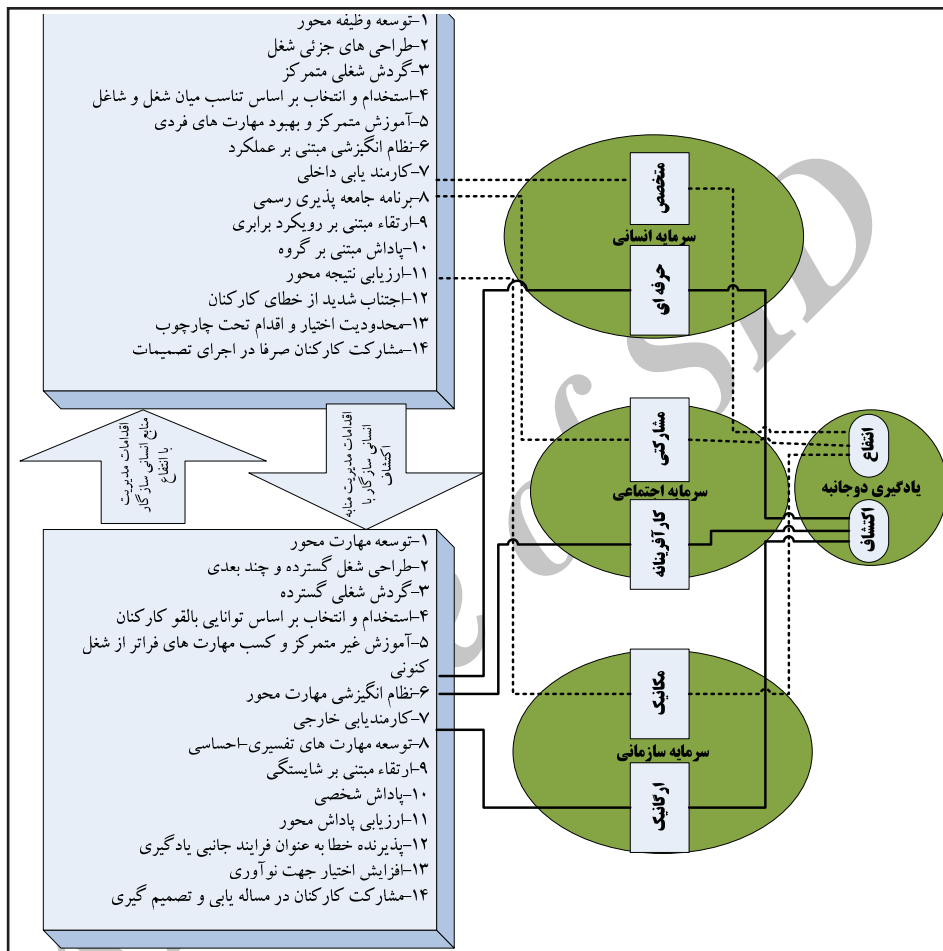 ۱-توسعه وظیفه محور
۲-طراحی های جزئی شغل
۳-گردش شغلی متمرکز
۴-استخدام و انتخاب بر اساس تناسب میان شغل و شاغل
۵-آموزش متمرکز و بهبود مهارت های فردی
۶-نظام انگیزشی مبتنی بر عملکرد
۷-کارمند یابی داخلی
۸-برنامه جامعه پذیری رسمی
۹-ارتقاء مبتنی بر رویکرد برابری
۱۰-پاداش مبتنی بر گروه
۱۱-ارزیابی نتیجه محور
۱۲-اجتناب شدید از خطای کارکنان
۱۳-محدودیت اختیار و اقدام تحت چارچوب
۱۴-مشارکت کارکنان صرفا در اجرای تصمیمات
اقدامات مدیریت
منابع انسانی سازگار
با انتفاع
اقدامات مدیریت منابه
انسانی سازگار با
اکتشاف
۱-توسعه مهارت محور
۲-طراحی شغل گسترده و چند بعدی
۳-گردش شغلی گسترده
۴-استخدام و انتخاب بر اساس توانایی بالقو کارکنان
۵-آموزش غیر متمرکز و کسب مهارت های فراتر از شغل
کنونی
۶-نظام انگیزشی مهارت محور
۷-کارمندیابی خارجی
۸-توسعه مهارت های تفسیری-احساسی
۹-ارتقاء مبتنی بر شایستگی
۱۰-پاداش شخصی
۱۱-ارزیابی پاداش محور
۱۲-پذیرنده خطا به عنوان فرایند جانبی یادگیری
۱۳-افزایش اختیار جهت نوآوری
۱۴-مشارکت کارکنان در مساله یابی و تصمیم گیری
متخصص
سرمایه انسانی
حرفه ای
مشارکتی
سرمایه اجتماعی
کارآفرینانه
مکانیک
سرمایه سازمانی
ارگانیک
انتفاع
یادگیری دوجانبه
اکتشاف
e of SID